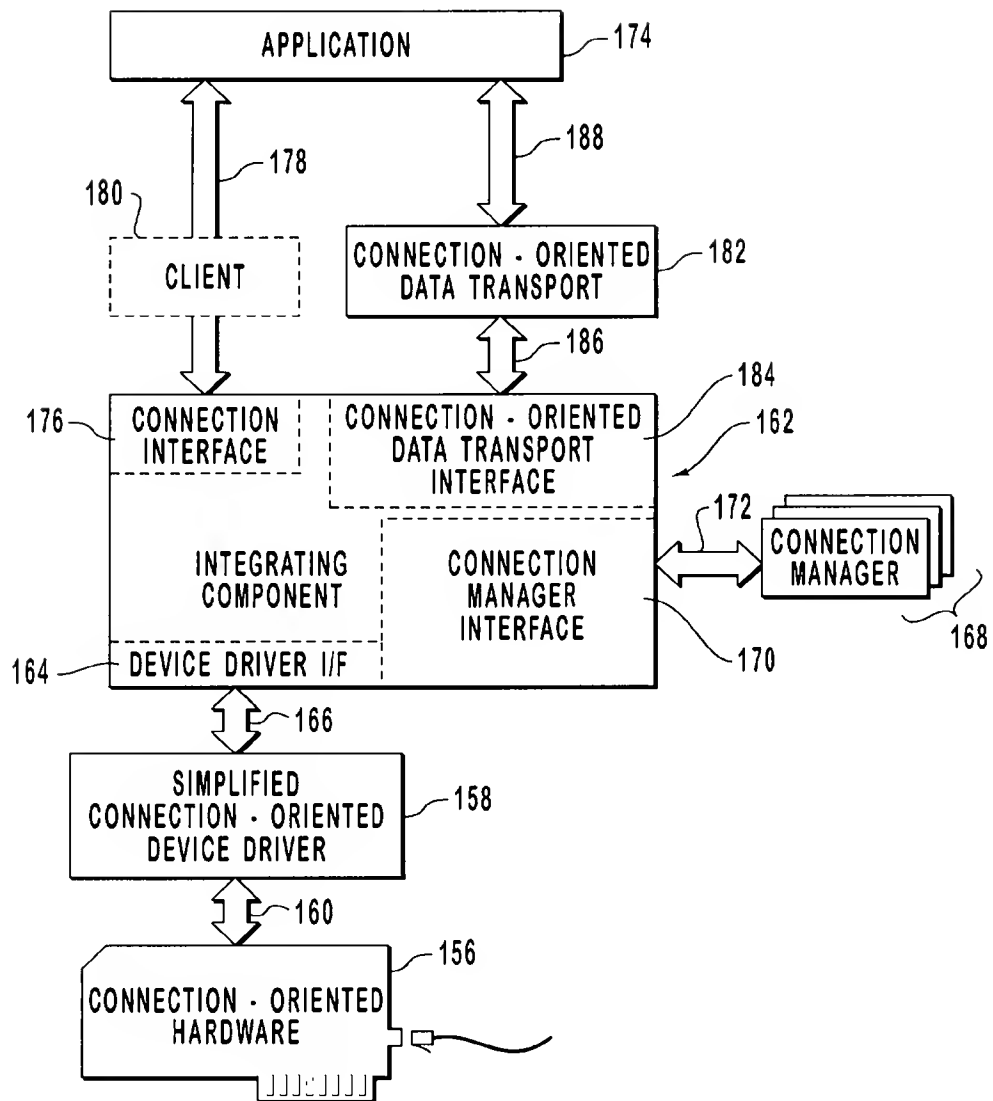 APPLICATION
174
178
188
180
CLIENT
CONNECTION - ORIENTED
DATA TRANSPORT
182
186
184
176
CONNECTION
INTERFACE
CONNECTION - ORIENTED
DATA TRANSPORT
INTERFACE
162
172
INTEGRATING
COMPONENT
CONNECTION
MANAGER
INTERFACE
CONNECTION
MANAGER
168
170
164
DEVICE DRIVER I/F
166
SIMPLIFIED
CONNECTION - ORIENTED
DEVICE DRIVER
158
160
156
CONNECTION - ORIENTED
HARDWARE